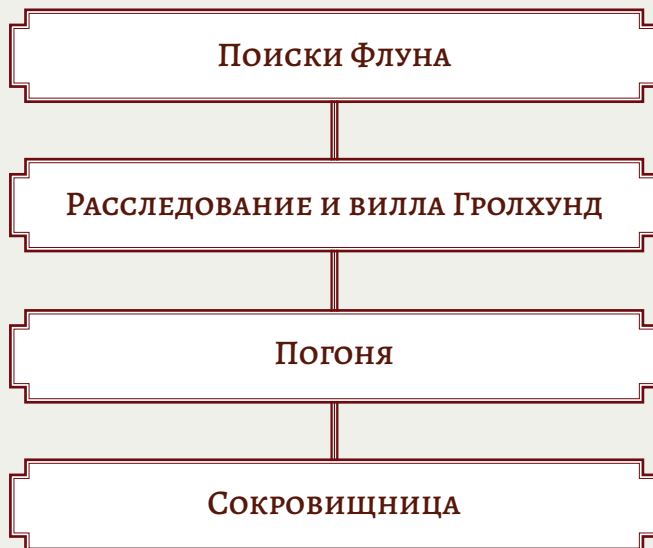 Поиски Флуна
Расследование и вилла Гролхунд
Погоня
Сокровищница